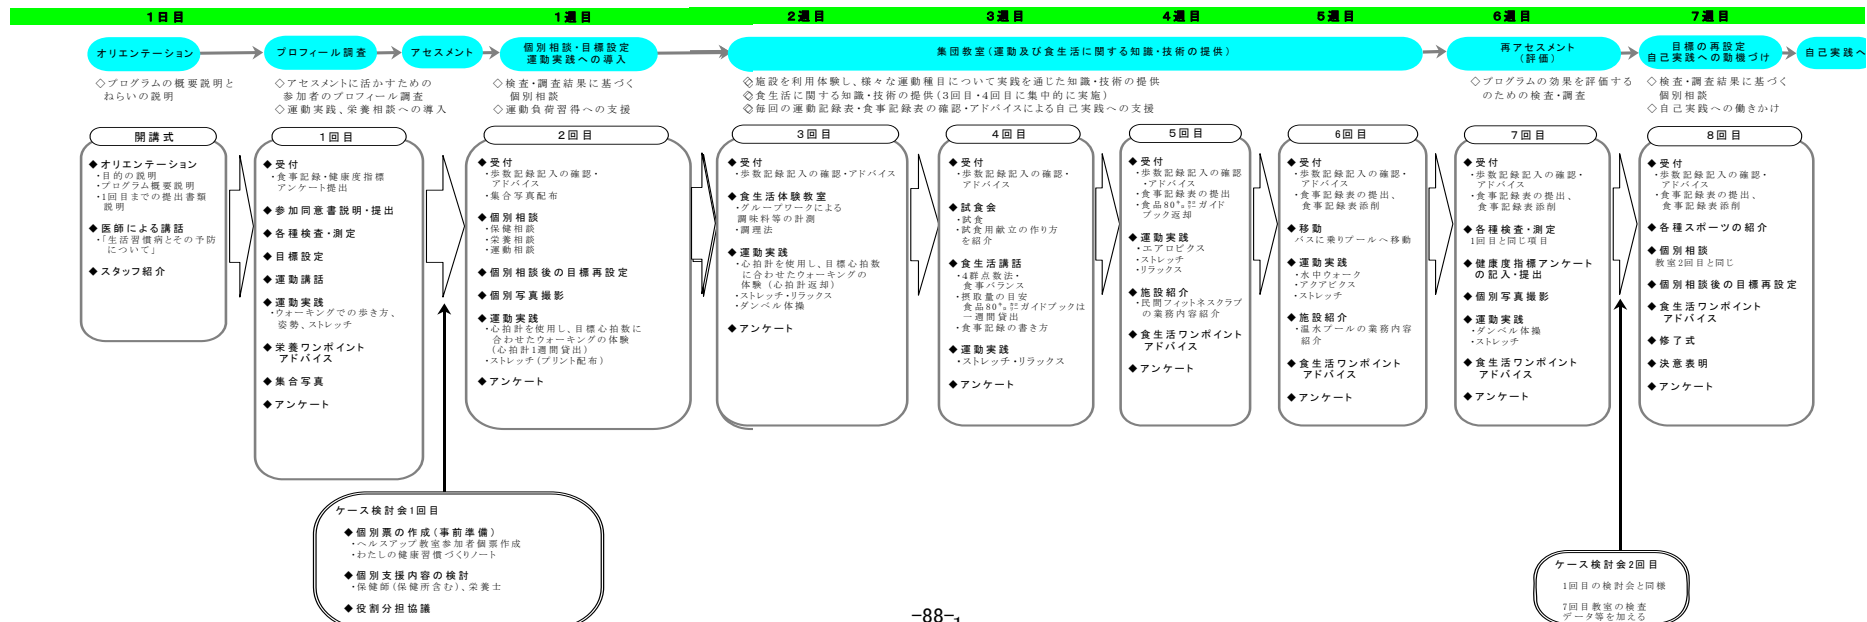 1日目
1週目
2週目
3週目
4週目
5週目
6週目
7週目
オリエンテーション
プロフィール調査
アセスメント
個別相談・目標設定
運動実践への導入
集団教室(運動及び食生活に関する知識・技術の提供)
再アセスメント
(評価)
目標の再設定
自己実践への動機づけ
自己実践へ
◇プログラムの概要説明と
ねらいの説明
◇アセスメントに活かすための
参加者のプロフィール調査
◇運動実践、栄養相談への導入
◇検査・調査結果に基づく
個別相談
◇運動負荷習得への支援
◇施設を利用体験し、様々な運動種目について実践を通じた知識・技術の提供
◇食生活に関する知識・技術の提供(3回目・4回目に集中的に実施)
◇毎回の運動記録表・食事記録表の確認・アドバイスによる自己実践への支援
◇プログラムの効果を評価する
のための検査・調査
◇検査・調査結果に基づく
個別相談
◇自己実践への働きかけ
開講式
◆オリエンテーション
・目的の説明
・プログラム概要説明
・1回目までの提出書類
説明
◆医師による講話
・「生活習慣病とその予防
について」
◆スタッフ紹介
1回目
◆受付
・食事記録・健康度指標
アンケート提出
◆参加同意書説明・提出
◆各種検査・測定
◆目標設定
◆運動講話
◆運動実践
・ウォーキングでの歩き方、
姿勢、ストレッチ
◆栄養ワンポイント
アドバイス
◆集合写真
◆アンケート
2回目
◆受付
・歩数記録記入の確認・
アドバイス
・集合写真配布
◆個別相談
・保健相談
・栄養相談
・運動相談
◆個別相談後の目標再設定
◆個別写真撮影
◆運動実践
・心拍計を使用し、目標心拍数に
合わせたウォーキングの体験
(心拍計1週間貸出)
・ストレッチ(プリント配布)
◆アンケート
3回目
◆受付
・歩数記録記入の確認・アドバイス
◆食生活体験教室
・グループワークによる
調味料等の計測
・調理法
◆運動実践
・心拍計を使用し、目標心拍数
に合わせたウォーキングの
体験(心拍計返却)
・ストレッチ・リラックス
・ダンベル体操
◆アンケート
4回目
◆受付
・歩数記録記入の確認・
アドバイス
◆試食会
・試食
・試食用献立の作り方
を紹介
◆食生活講話
・4群点数法・
食事バランス
・摂取量の目安
食品80㌔㌍ガイドブックは
一週間貸出
・食事記録の書き方
◆運動実践
・ストレッチ・リラックス
◆アンケート
5回目
◆受付
・歩数記録記入の確認
・アドバイス
・食事記録表の提出
・食品80㌔㌍ガイド
ブック返却
◆運動実践
・エアロビクス
・ストレッチ
・リラックス
◆施設紹介
・民間フィットネスクラブ
の業務内容紹介
◆食生活ワンポイント
アドバイス
◆アンケート
6回目
◆受付
・歩数記録記入の確認・
アドバイス
・食事記録表の提出、
食事記録表添削
◆移動
バスに乗りプールへ移動
◆運動実践
・水中ウォーク
・アクアビクス
・ストレッチ
◆施設紹介
・温水プールの業務内容
紹介
◆食生活ワンポイント
アドバイス
◆アンケート
7回目
◆受付
・歩数記録記入の確認・
アドバイス
・食事記録表の提出、
食事記録表添削
◆各種検査・測定
1回目と同じ項目
◆健康度指標アンケート
の記入・提出
◆個別写真撮影
◆運動実践
・ダンベル体操
・ストレッチ
◆食生活ワンポイント
アドバイス
◆アンケート
8回目
◆受付
・歩数記録記入の確認・
アドバイス
・食事記録表の提出、
食事記録表添削
◆各種スポーツの紹介
◆個別相談
教室2回目と同じ
◆個別相談後の目標再設定
◆食生活ワンポイント
アドバイス
◆修了式
◆決意表明
◆アンケート
ケース検討会1回目
◆個別票の作成(事前準備)
・ヘルスアップ教室参加者個票作成
・わたしの健康習慣づくりノート
◆個別支援内容の検討
・保健師(保健所含む)、栄養士
◆役割分担協議
ケース検討会2回目
1回目の検討会と同様
7回目教室の検査
データ等を加える
-88-1